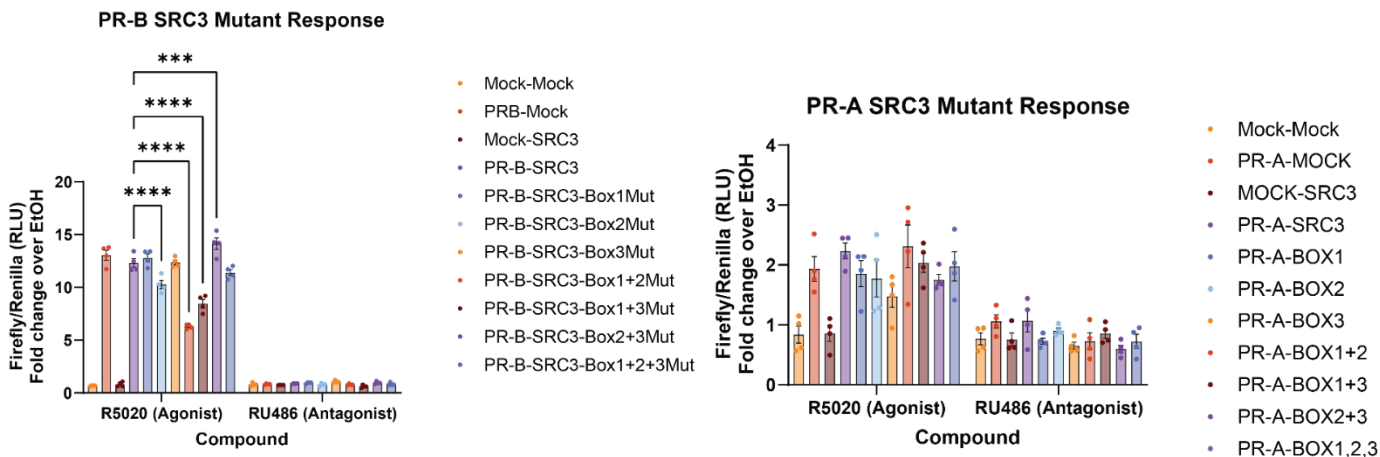 PR-B SRC3 Mutant Response
***
****
****
****
20
15
10
5
0
Firefly/Renilla (RLU)
Fold change over EtOH
R5020 (Agonist) RU486 (Antagonist)
Compound
Mock-Mock
PRB-Mock
Mock-SRC3
PR-B-SRC3
PR-B-SRC3-Box1Mut
PR-B-SRC3-Box2Mut
PR-B-SRC3-Box3Mut
PR-B-SRC3-Box1+2Mut
PR-B-SRC3-Box1+3Mut
PR-B-SRC3-Box2+3Mut
PR-B-SRC3-Box1+2+3Mut
PR-A SRC3 Mutant Response
4
3
2
1
0
Firefly/Renilla (RLU)
Fold change over EtOH
R5020 (Agonist) RU486 (Antagonist)
Compound
Mock-Mock
PR-A-MOCK
MOCK-SRC3
PR-A-SRC3
PR-A-BOX1
PR-A-BOX2
PR-A-BOX3
PR-A-BOX1+2
PR-A-BOX1+3
PR-A-BOX2+3
PR-A-BOX1,2,3